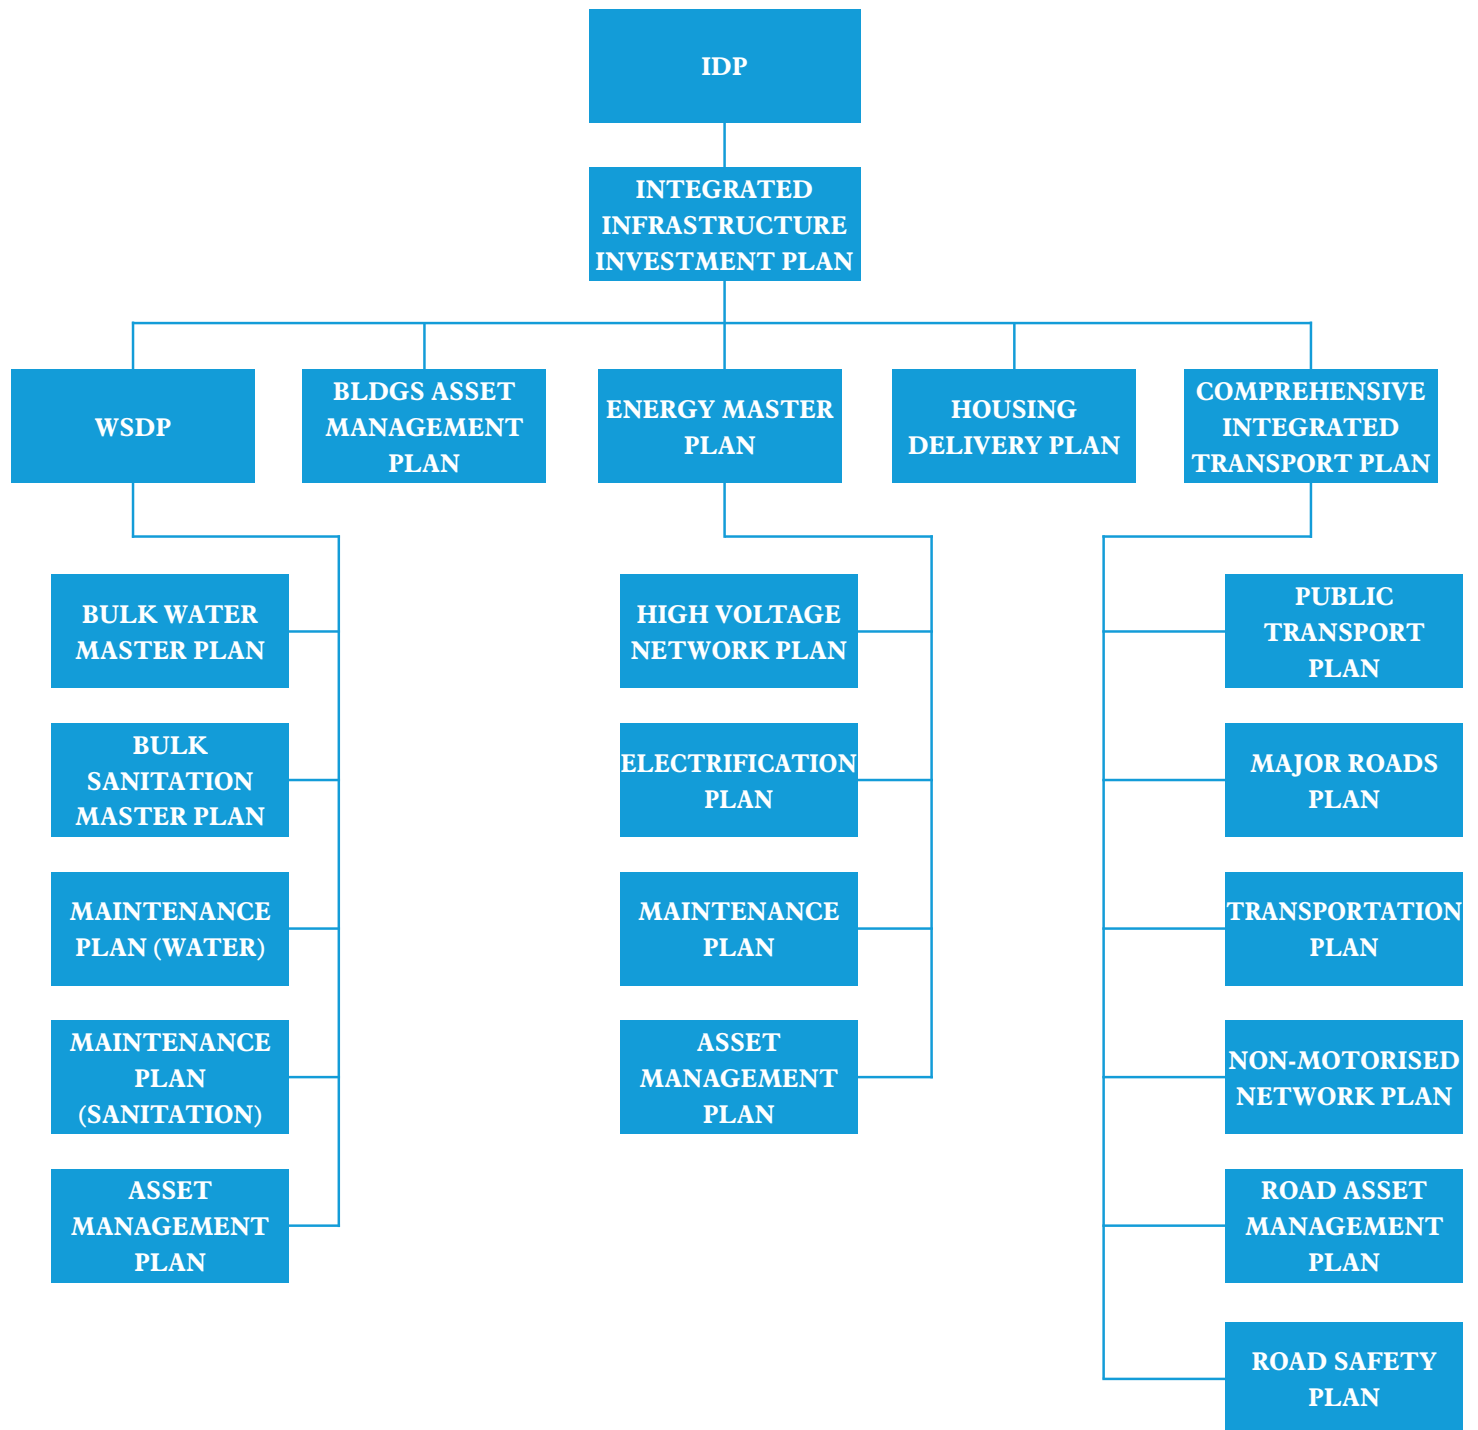 IDP
INTEGRATED
INFRASTRUCTURE
INVESTMENT PLAN
WSDP
BLDGS ASSET
MANAGEMENT
PLAN
ENERGY MASTER
PLAN
HOUSING
DELIVERY PLAN
COMPREHENSIVE
INTEGRATED
TRANSPORT PLAN
BULK WATER
MASTER PLAN
BULK
SANITATION
MASTER PLAN
MAINTENANCE
PLAN (WATER)
MAINTENANCE
PLAN
(SANITATION)
ASSET
MANAGEMENT
PLAN
HIGH VOLTAGE
NETWORK PLAN
ELECTRIFICATION
PLAN
MAINTENANCE
PLAN
ASSET
MANAGEMENT
PLAN
PUBLIC
TRANSPORT
PLAN
MAJOR ROADS
PLAN
TRANSPORTATION
PLAN
NON-MOTORISED
NETWORK PLAN
ROAD ASSET
MANAGEMENT
PLAN
ROAD SAFETY
PLAN